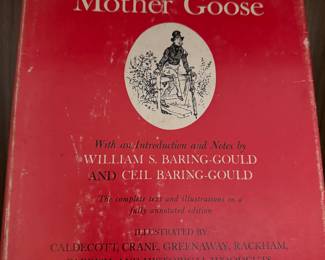 Mother Goose
With an Introduction and Notes by
WILLIAM S. BARING-GOULD
AND CEIL BARING-GOULD
The complete text and illustrations in a
fully annotated edition
ILLUSTRATED BY
CALDECOTT, CRANE, GREENAWAY, RACKHAM,